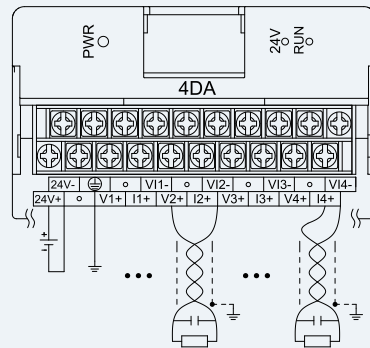 PWR
24V
RUN
4DA
24V- VI1- VI2- VI3- VI4-
24V+ V1+ I1+ V2+ I2+ V3+ I3+ V4+ I4+
+
-